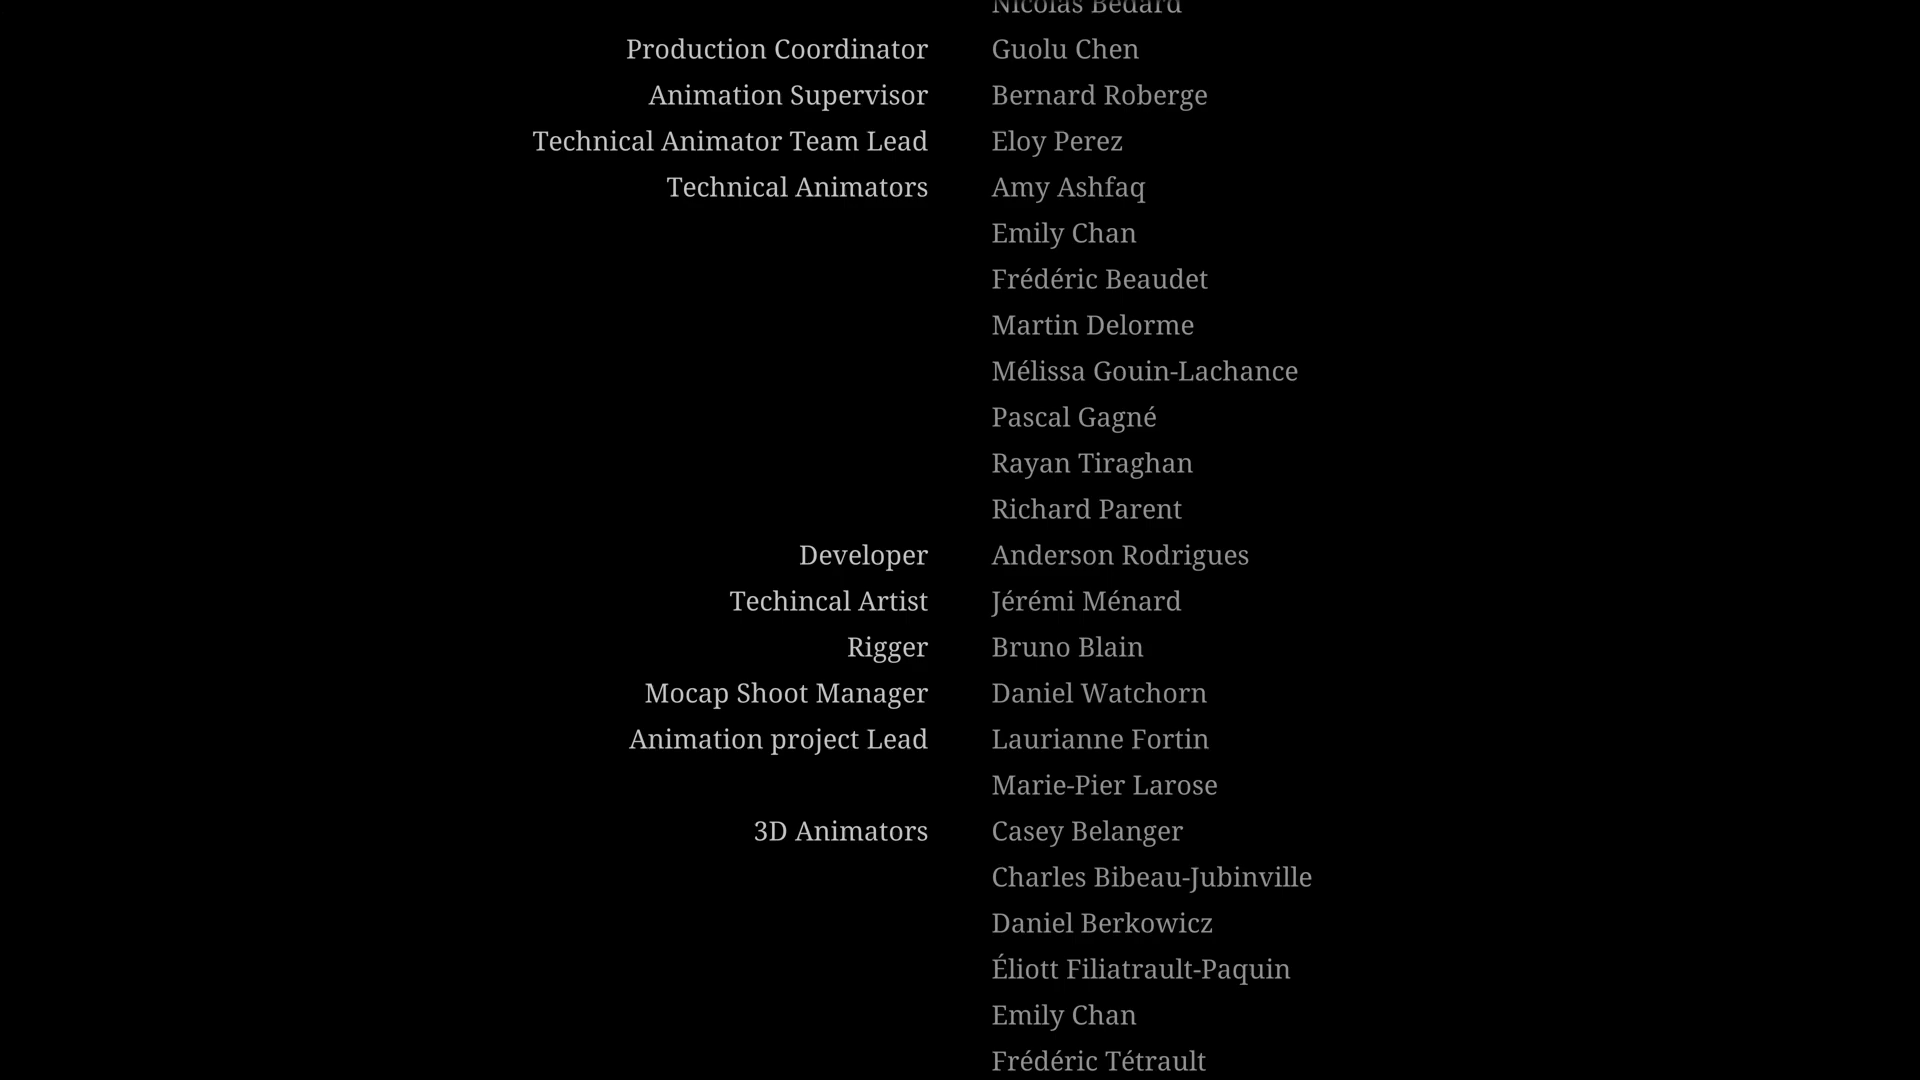 Nicolas Bédard
Production Coordinator Guolu Chen
Animation Supervisor Bernard Roberge
Technical Animator Team Lead Eloy Perez
Technical Animators Amy Ashfaq
Emily Chan
Frédéric Beaudet
Martin Delorme
Mélissa Gouin-Lachance
Pascal Gagné
Rayan Tiraghan
Richard Parent
Developer Anderson Rodrigues
Techincal Artist Jérémi Ménard
Rigger Bruno Blain
Mocap Shoot Manager Daniel Watchorn
Animation project Lead Laurianne Fortin
Marie-Pier Larose
3D Animators Casey Belanger
Charles Bibeau-Jubinville
Daniel Berkowicz
Éliott Filiatrault-Paquin
Emily Chan
Frédéric Tétrault